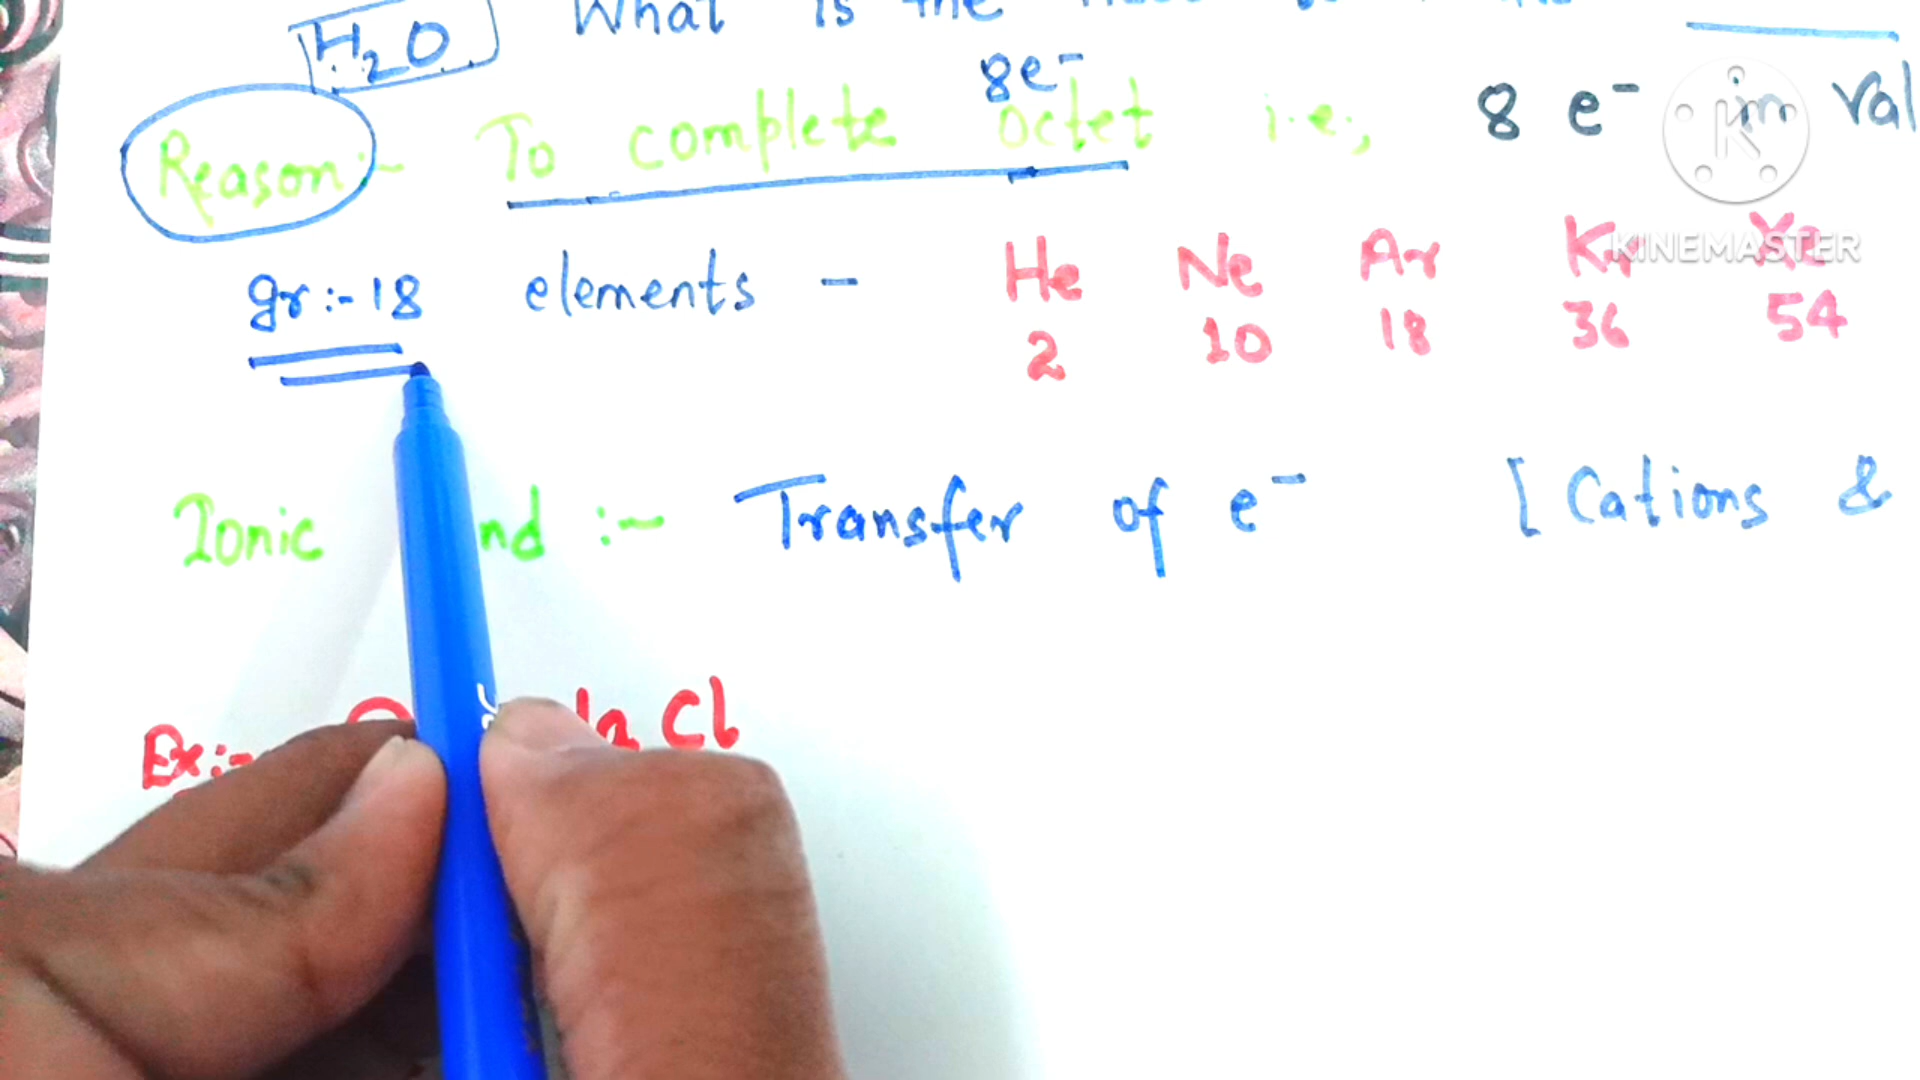 H₂O What is the
8e⁻
Reason:- To complete octet i.e., 8 e⁻ in Val
gr:-18 elements - He Ne Ar Kr Xe
2 10 18 36 54
KINEMASTER
Ionic nd :- Transfer of e⁻ [Cations &
Ex:- Cl